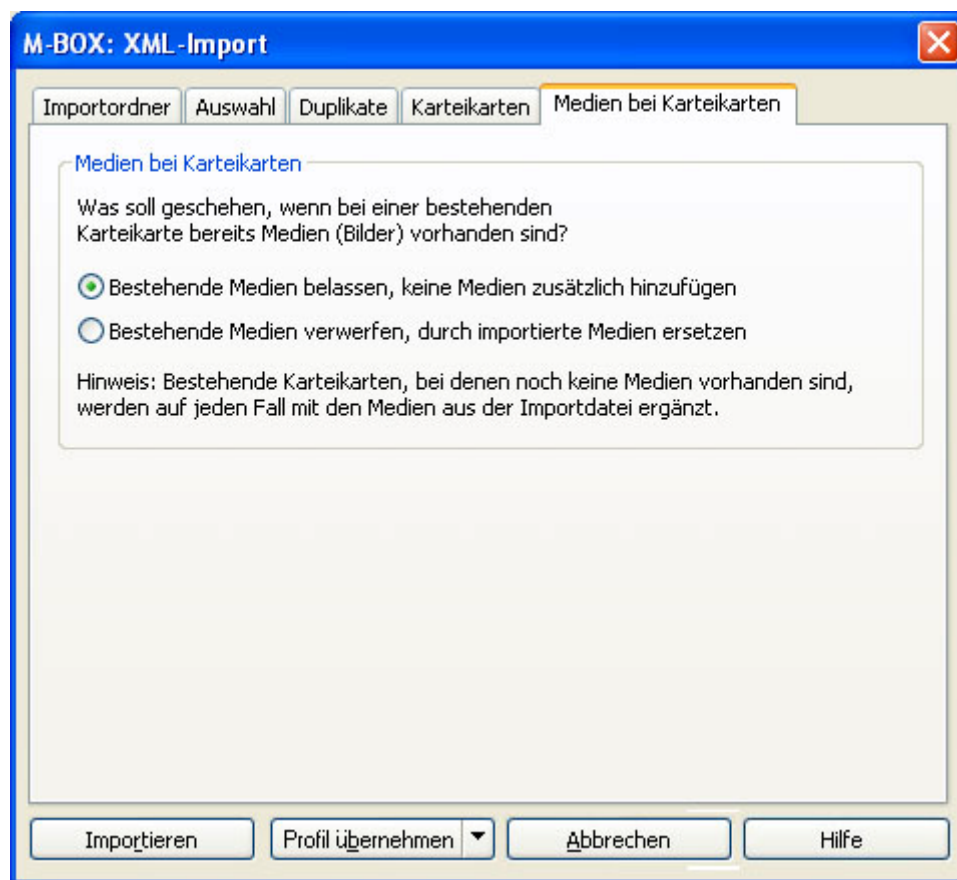 M-BOX: XML-Import
Importordner Auswahl Duplikate Karteikarten Medien bei Karteikarten
Medien bei Karteikarten
Was soll geschehen, wenn bei einer bestehenden
Karteikarte bereits Medien (Bilder) vorhanden sind?
Bestehende Medien belassen, keine Medien zusätzlich hinzufügen
Bestehende Medien verwerfen, durch importierte Medien ersetzen
Hinweis: Bestehende Karteikarten, bei denen noch keine Medien vorhanden sind,
werden auf jeden Fall mit den Medien aus der Importdatei ergänzt.
Importieren Profil übernehmen Abbrechen Hilfe